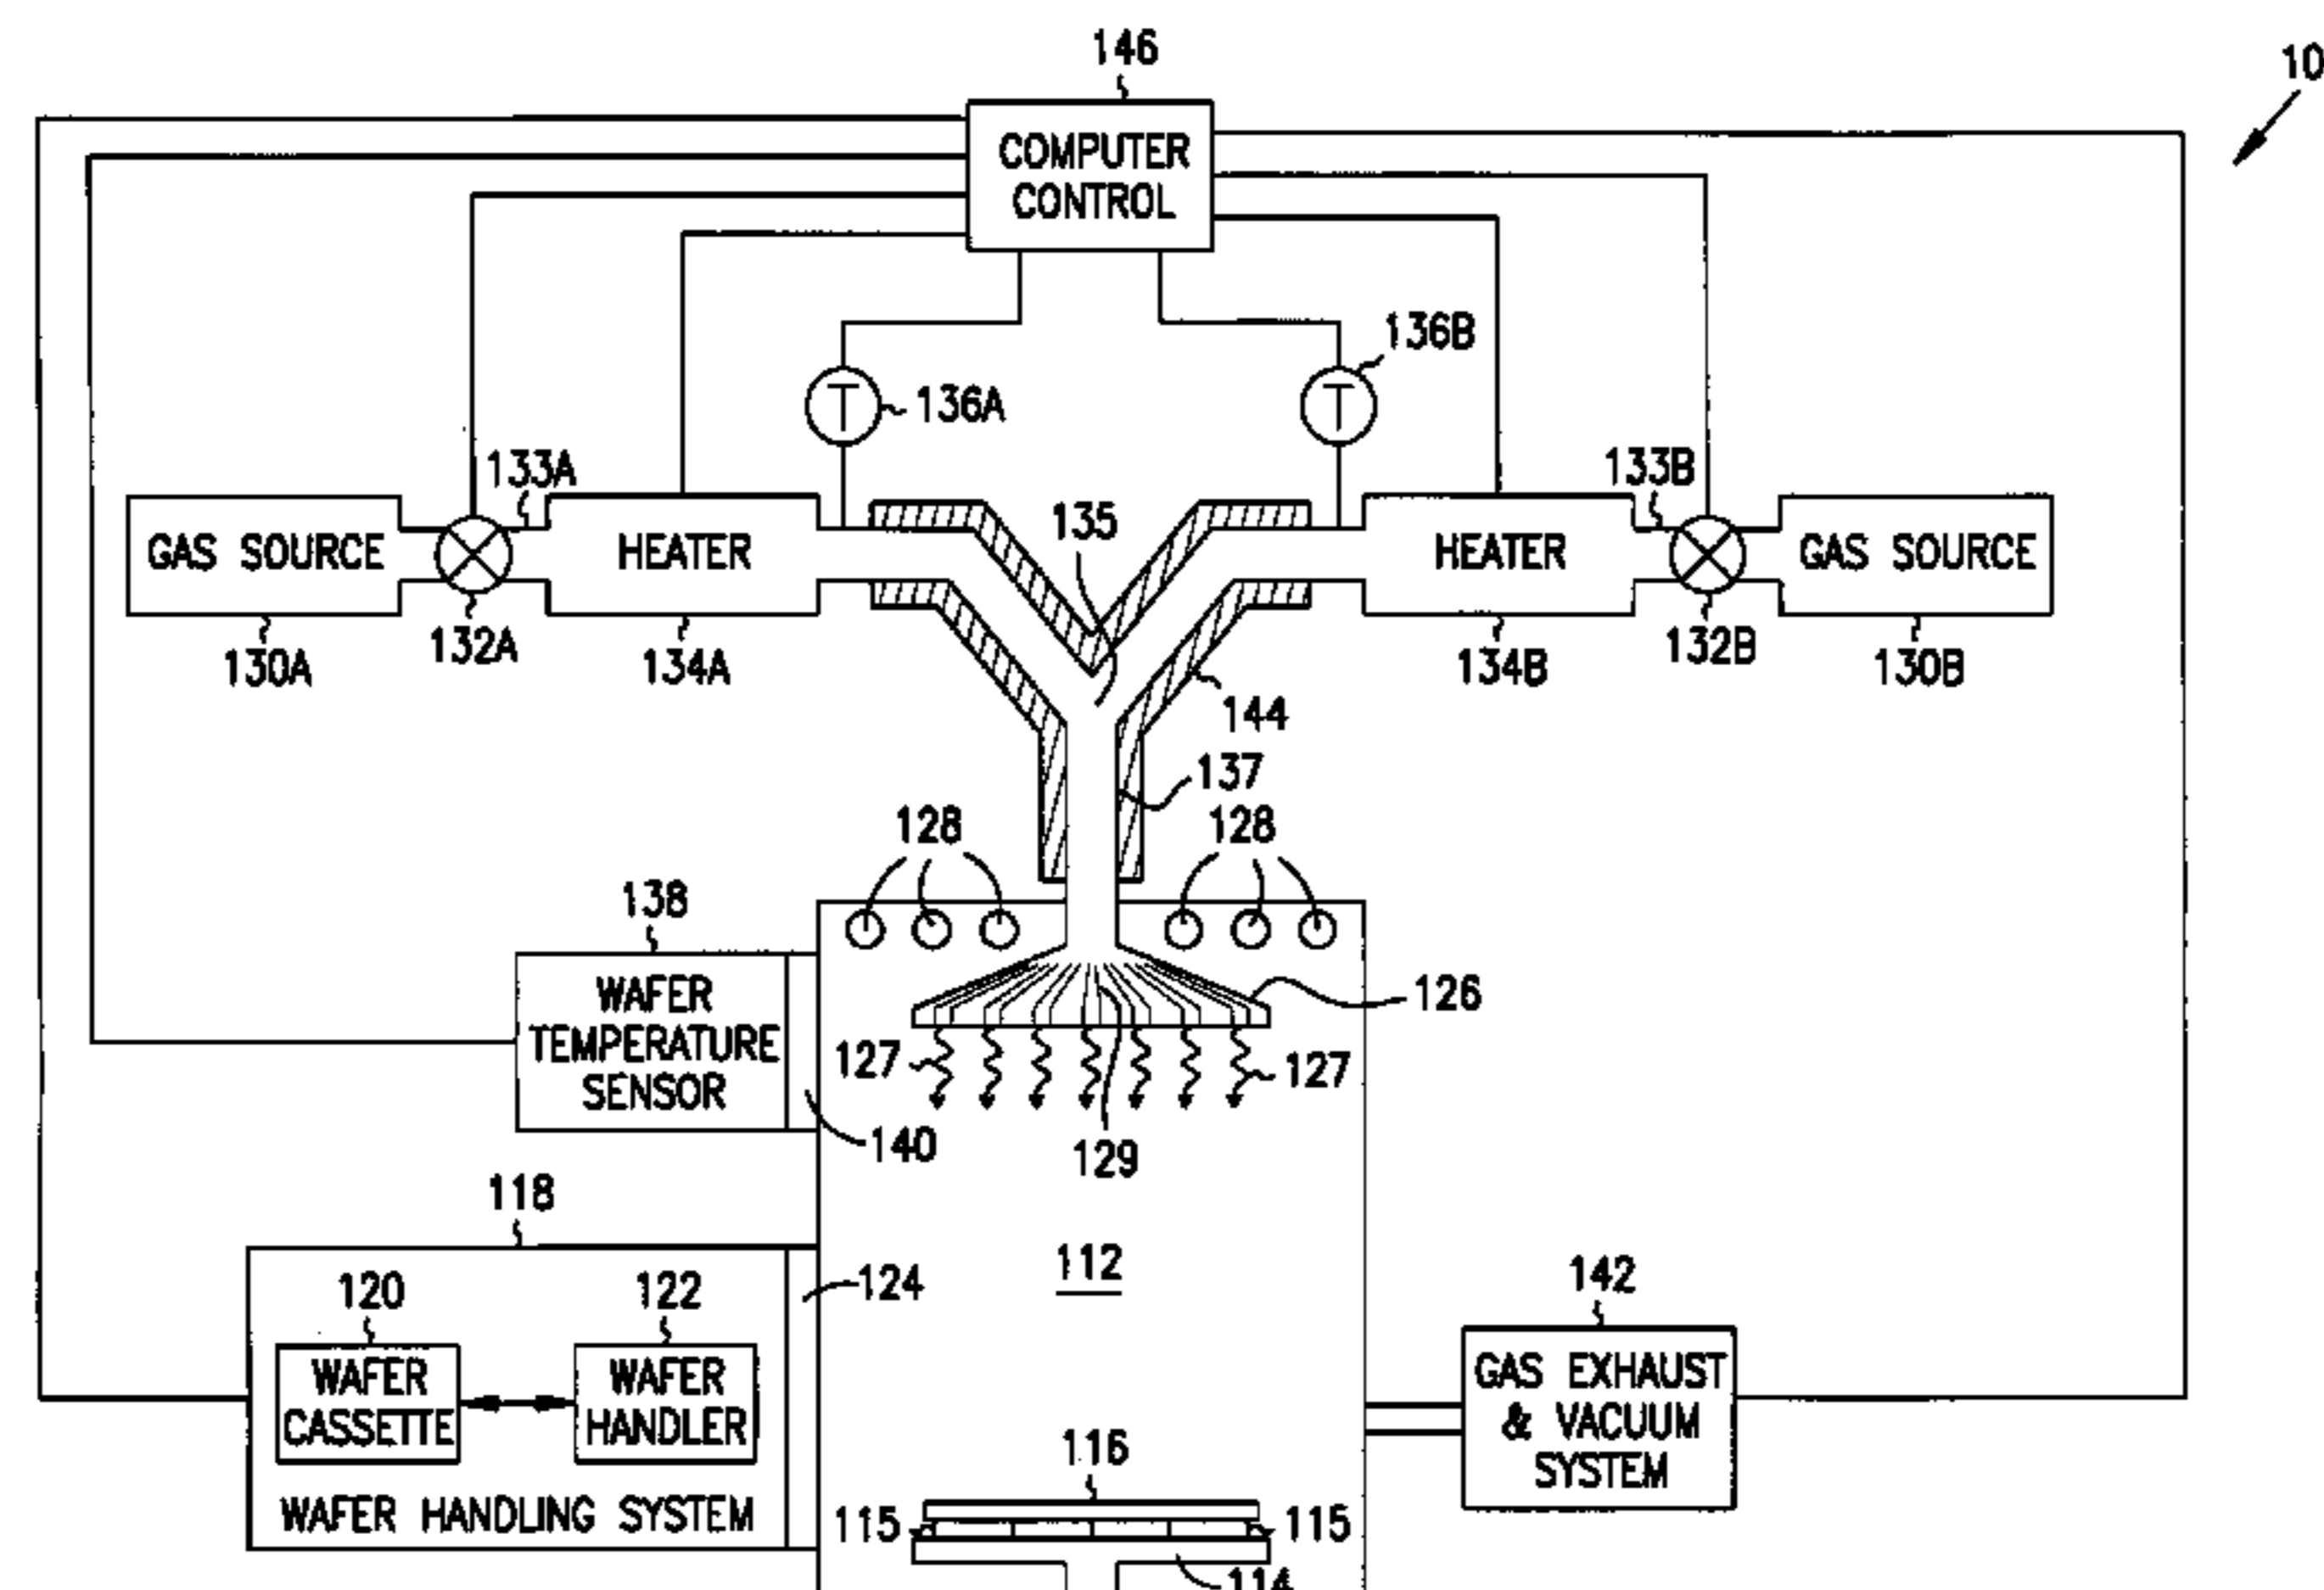 146
10
COMPUTER
CONTROL
136B
136A
133A
133B
135
GAS SOURCE
HEATER
HEATER
GAS SOURCE
130A
132A
134A
134B
132B
130B
144
137
128
128
138
WAFER
TEMPERATURE
SENSOR
126
127
127
140
129
118
112
124
142
120
122
WAFER
CASSETTE
WAFER
HANDLER
GAS EXHAUST
& VACUUM
SYSTEM
116
WAFER HANDLING SYSTEM
115
115
114